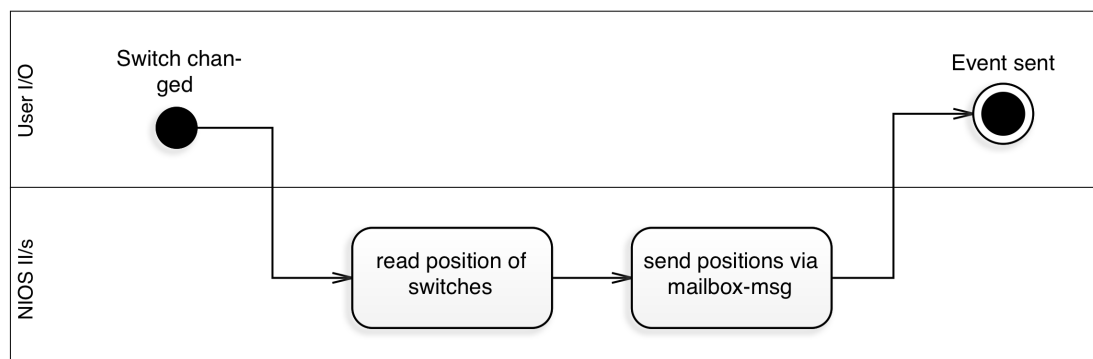 User I/O
Switch chan-
ged
Event sent
NIOS II/s
read position of
switches
send positions via
mailbox-msg